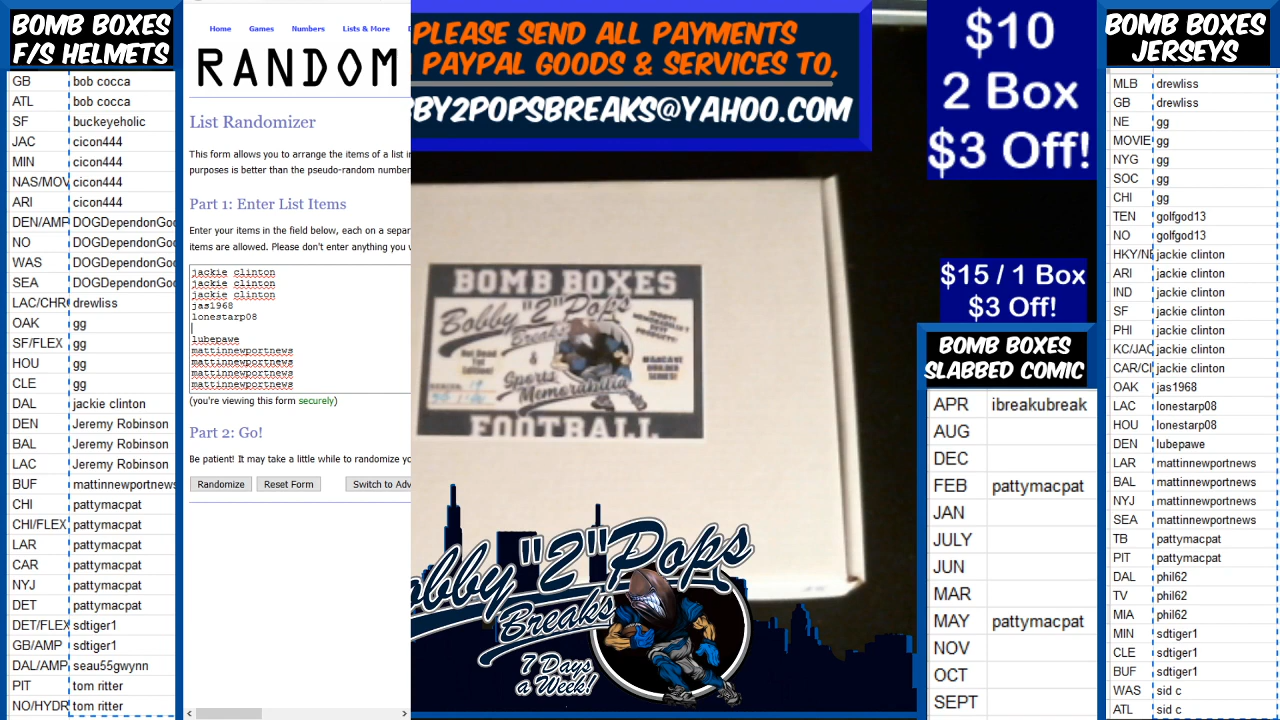 BOMB BOXES
F/S HELMETS
GB bob cocca
ATL bob cocca
SF buckeyeholic
JAC cicon444
MIN cicon444
NAS/MOV cicon444
ARI cicon444
DEN/AMP DOGDependonGod
NO DOGDependonGod
WAS DOGDependonGod
SEA DOGDependonGod
LAC/CHR drewliss
OAK gg
SF/FLEX gg
HOU gg
CLE gg
DAL jackie clinton
DEN Jeremy Robinson
BAL Jeremy Robinson
LAC Jeremy Robinson
BUF mattinnewportnews
CHI pattymacpat
CHI/FLEX pattymacpat
LAR pattymacpat
CAR pattymacpat
NYJ pattymacpat
DET pattymacpat
DET/FLEX sdtiger1
GB/AMP sdtiger1
DAL/AMP seau55gwynn
PIT tom ritter
NO/HYDR tom ritter
Home Games Numbers Lists & More
RANDOM
List Randomizer
This form allows you to arrange the items of a list i
purposes is better than the pseudo-random number
Part 1: Enter List Items
Enter your items in the field below, each on a separ
items are allowed. Please don't enter anything you w
jackie clinton
jackie clinton
jackie clinton
jas1968
lonestarp08
lubepawe
mattinnewportnews
mattinnewportnews
mattinnewportnews
mattinnewportnews
(you're viewing this form securely)
Part 2: Go!
Be patient! It may take a little while to randomize yo
Randomize Reset Form Switch to Adv
PLEASE SEND ALL PAYMENTS
PAYPAL GOODS & SERVICES TO,
BBY2POPSBREAKS@YAHOO.COM
BOMB BOXES
Bobby "2" Pops
Breaks
&
Sports
Memorabilia
FOOTBALL
obby "2" Pops
Breaks
7 Days
a Week!
$10
2 Box
$3 Off!
$15 / 1 Box
$3 Off!
BOMB BOXES
SLABBED COMIC
APR ibreakubreak
AUG
DEC
FEB pattymacpat
JAN
JULY
JUN
MAR
MAY pattymacpat
NOV
OCT
SEPT
BOMB BOXES
JERSEYS
MLB drewliss
GB drewliss
NE gg
MOVIE gg
NYG gg
SOC gg
CHI gg
TEN golfgod13
NO golfgod13
HKY/NE jackie clinton
ARI jackie clinton
IND jackie clinton
SF jackie clinton
PHI jackie clinton
KC/JAC jackie clinton
CAR/CI jackie clinton
OAK jas1968
LAC lonestarp08
HOU lonestarp08
DEN lubepawe
LAR mattinnewportnews
BAL mattinnewportnews
NYJ mattinnewportnews
SEA mattinnewportnews
TB pattymacpat
PIT pattymacpat
DAL phil62
TV phil62
MIA phil62
MIN sdtiger1
CLE sdtiger1
BUF sdtiger1
WAS sid c
ATL sid c